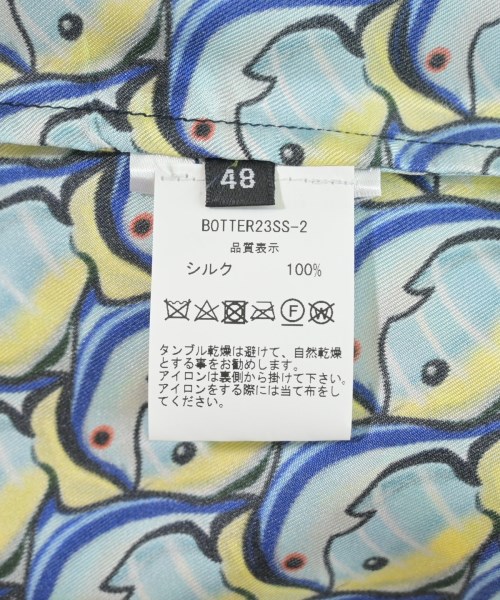 48
BOTTER23SS-2
品質表示
シルク 100%
F W
タンブル乾燥は避けて、自然乾燥
とする事をお勧めします。
アイロンは裏側から掛けて下さい。
アイロンをする際には当て布をし
てください。